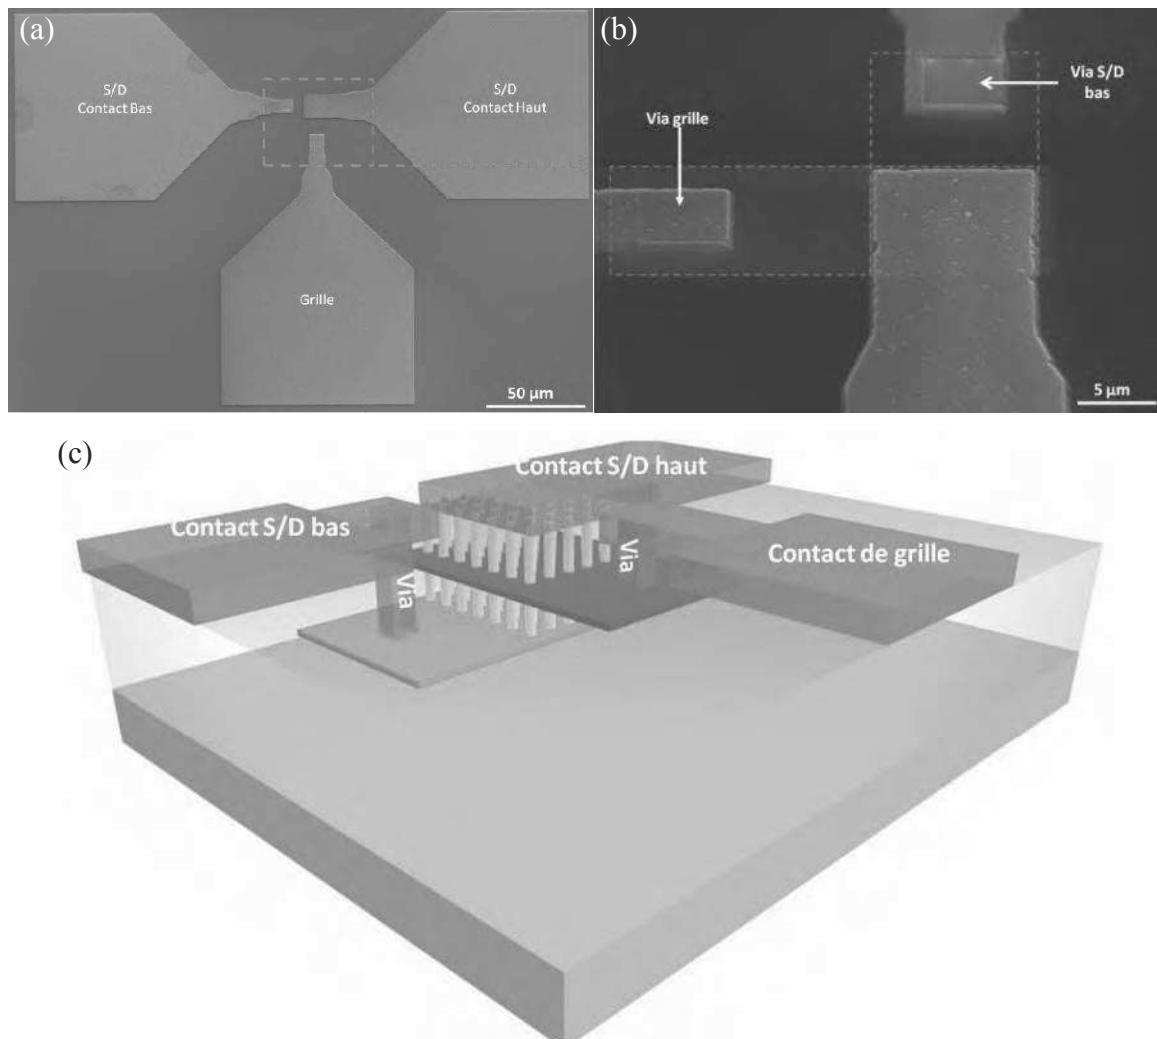 (a)
S/D
Contact Bas
S/D
Contact Haut
Grille
50 µm
(b)
Via S/D
bas
Via grille
5 µm
(c)
Contact S/D haut
Contact S/D bas
Via
Via
Contact de grille